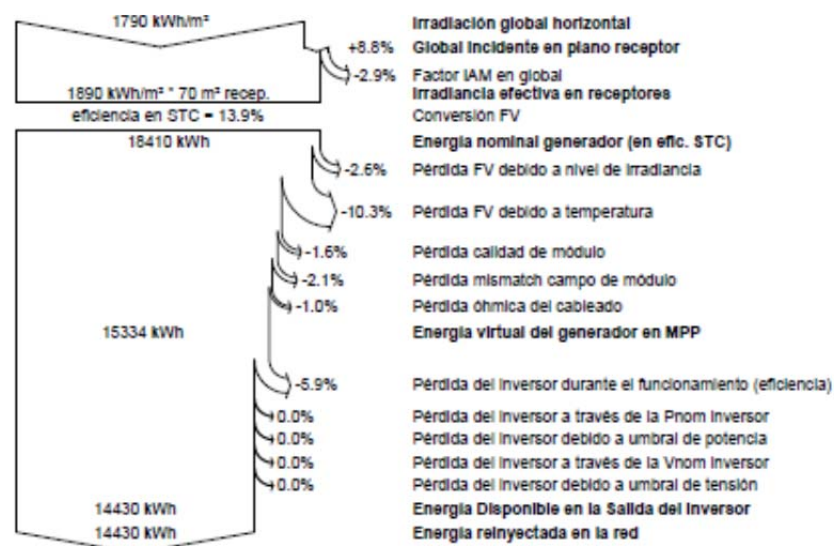 1790 kWh/m² Irradiación global horizontal
+8.8% Global incidente en plano receptor
-2.9% Factor IAM en global
1890 kWh/m² * 70 m² recep. Irradiancia efectiva en receptores
eficiencia en STC = 13.9% Conversión FV
18410 kWh Energía nominal generador (en efic. STC)
-2.6% Pérdida FV debido a nivel de irradiancia
-10.3% Pérdida FV debido a temperatura
-1.6% Pérdida calidad de módulo
-2.1% Pérdida mismatch campo de módulo
-1.0% Pérdida óhmica del cableado
15334 kWh Energía virtual del generador en MPP
-5.9% Pérdida del inversor durante el funcionamiento (eficiencia)
0.0% Pérdida del inversor a través de la Pnom inversor
0.0% Pérdida del inversor debido a umbral de potencia
0.0% Pérdida del inversor a través de la Vnom inversor
0.0% Pérdida del inversor debido a umbral de tensión
14430 kWh Energía Disponible en la Salida del Inversor
14430 kWh Energía reinyectada en la red